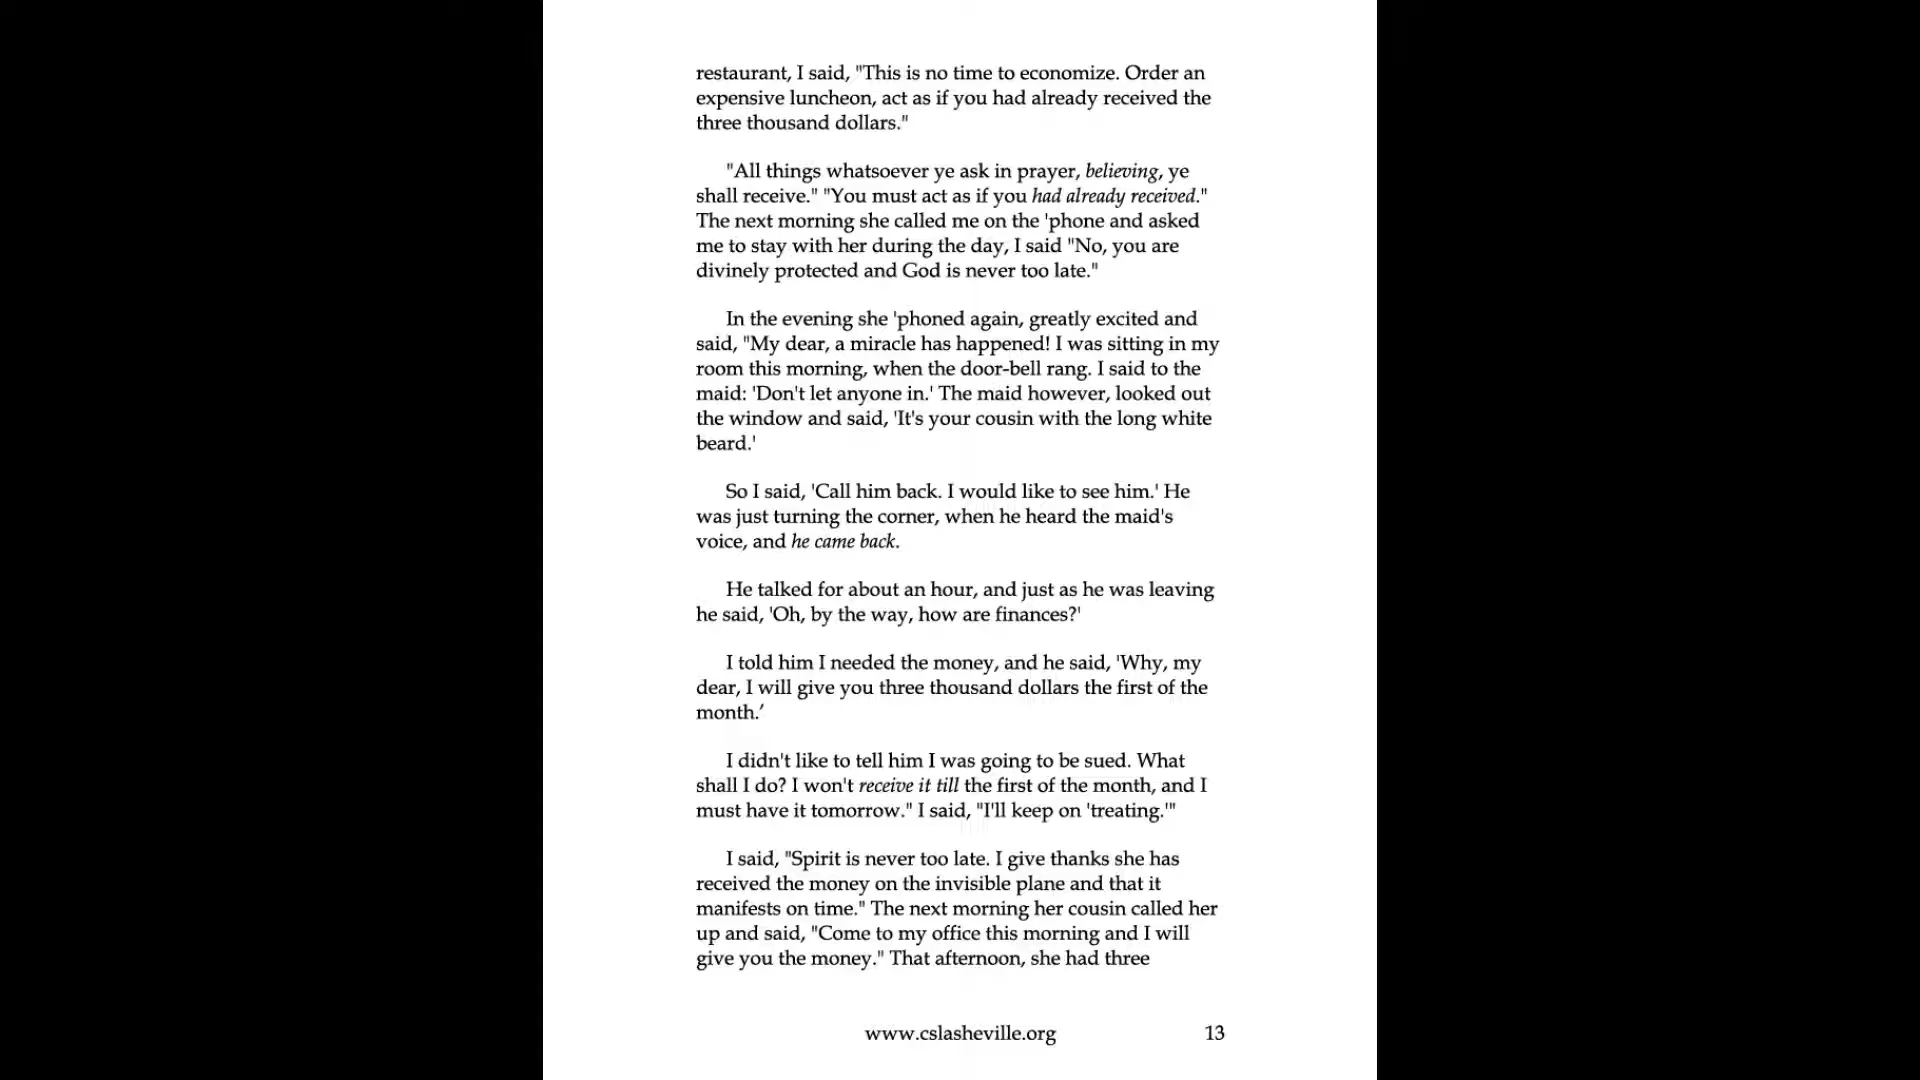 restaurant, I said, "This is no time to economize. Order an
expensive luncheon, act as if you had already received the
three thousand dollars."
"All things whatsoever ye ask in prayer, believing, ye
shall receive." "You must act as if you had already received."
The next morning she called me on the 'phone and asked
me to stay with her during the day, I said "No, you are
divinely protected and God is never too late."
In the evening she 'phoned again, greatly excited and
said, "My dear, a miracle has happened! I was sitting in my
room this morning, when the door-bell rang. I said to the
maid: 'Don't let anyone in.' The maid however, looked out
the window and said, 'It's your cousin with the long white
beard.'
So I said, 'Call him back. I would like to see him.' He
was just turning the corner, when he heard the maid's
voice, and he came back.
He talked for about an hour, and just as he was leaving
he said, 'Oh, by the way, how are finances?'
I told him I needed the money, and he said, 'Why, my
dear, I will give you three thousand dollars the first of the
month.’
I didn't like to tell him I was going to be sued. What
shall I do? I won't receive it till the first of the month, and I
must have it tomorrow." I said, "I'll keep on 'treating.'"
I said, "Spirit is never too late. I give thanks she has
received the money on the invisible plane and that it
manifests on time." The next morning her cousin called her
up and said, "Come to my office this morning and I will
give you the money." That afternoon, she had three
www.cslasheville.org 13